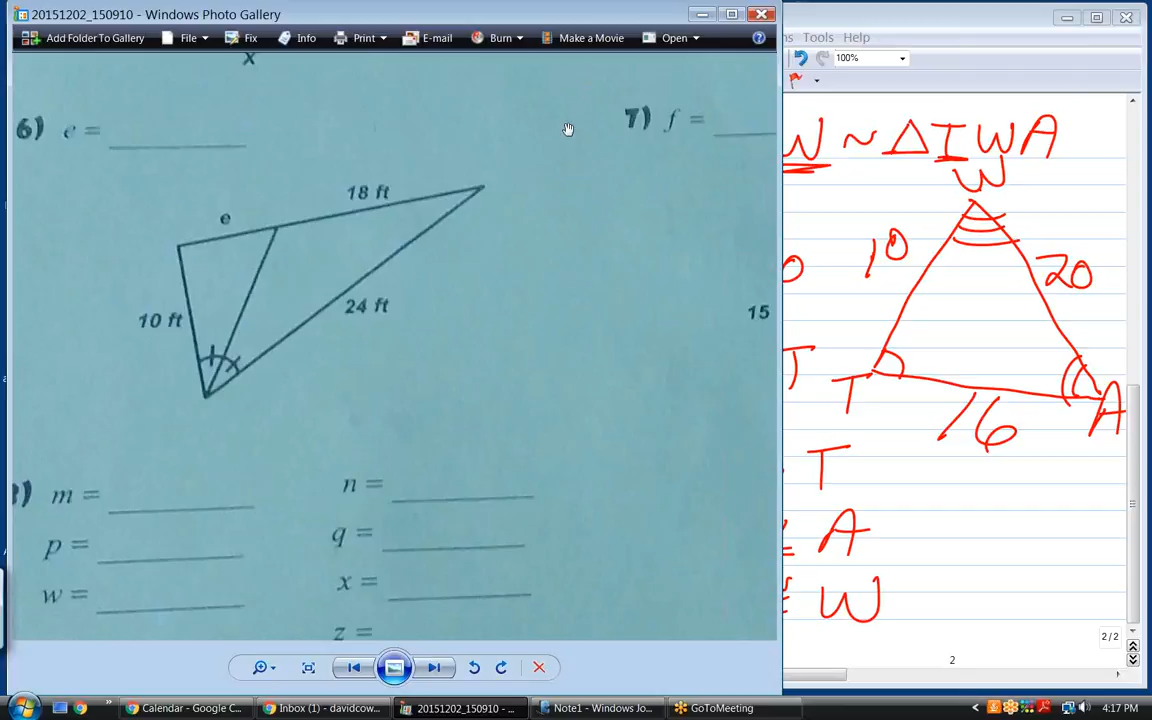 20151202_150910 - Windows Photo Gallery
Add Folder To Gallery File Fix Info Print E-mail Burn Make a Movie Open
Tools Help
100%
x
6) e =
7) f =
18 ft
e
10 ft
24 ft
15
m =
n =
p =
q =
w =
x =
z =
W ~ △IWA
W
10
20
T
T
A
16
T
A
W
2/2
2
Calendar - Google C...
Inbox (1) - davidcow...
20151202_150910 - ...
Note1 - Windows Jo...
GoToMeeting
4:17 PM